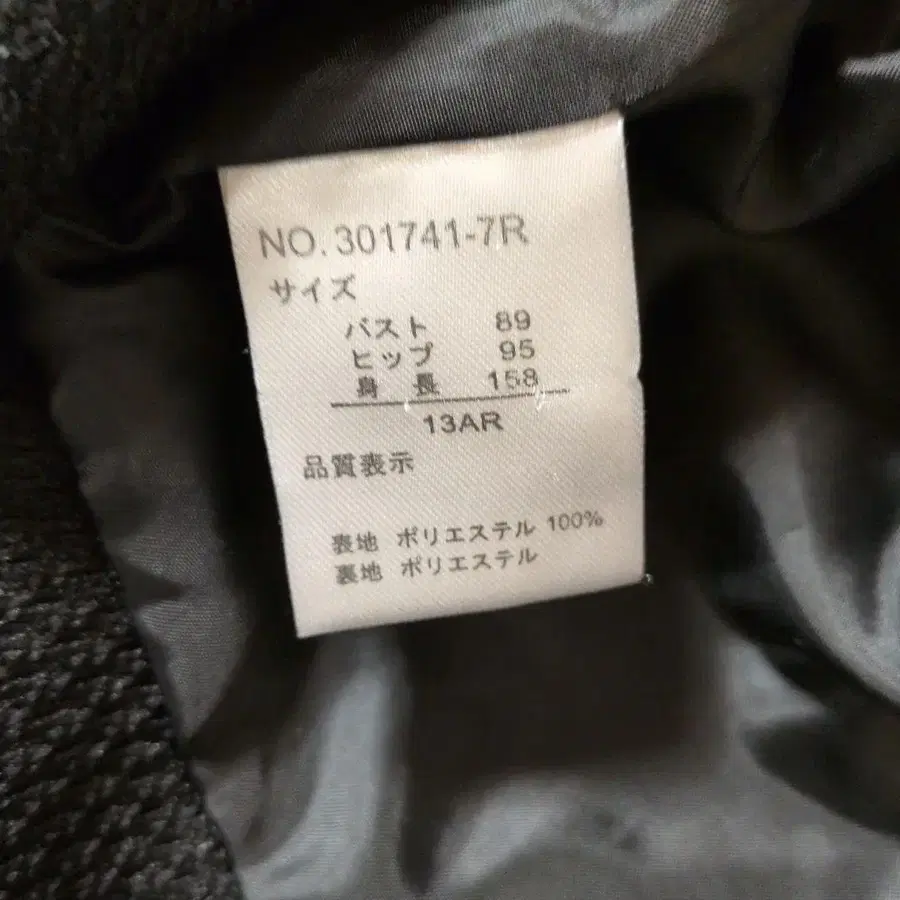 NO.301741-7R
サイズ
バスト 89
ヒップ 95
身長 158
13AR
品質表示
表地 ポリエステル 100%
裏地 ポリエステル